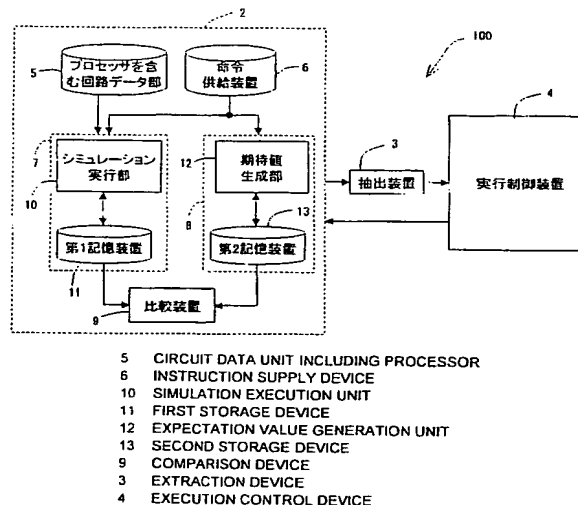 2
100
5
プロセッサを含
む回路データ部
命令
供給装置
6
4
7
シミュレーション
実行部
10
12
期待値
生成部
8
3
抽出装置
実行制御装置
13
第1記憶装置
11
第2記憶装置
比較装置
9
5 CIRCUIT DATA UNIT INCLUDING PROCESSOR
6 INSTRUCTION SUPPLY DEVICE
10 SIMULATION EXECUTION UNIT
11 FIRST STORAGE DEVICE
12 EXPECTATION VALUE GENERATION UNIT
13 SECOND STORAGE DEVICE
9 COMPARISON DEVICE
3 EXTRACTION DEVICE
4 EXECUTION CONTROL DEVICE